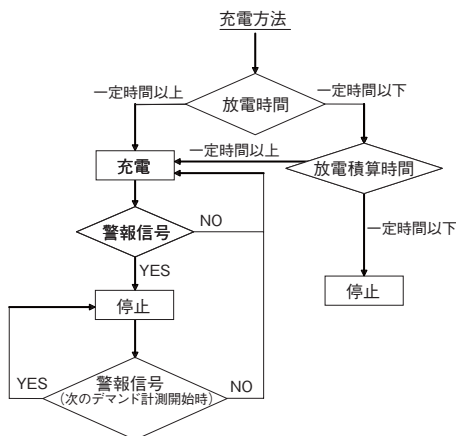 充電方法
一定時間以上
一定時間以下
放電時間
一定時間以上
充電
放電積算時間
警報信号
NO
一定時間以下
YES
停止
停止
YES
警報信号
(次のデマンド計測開始時)
NO